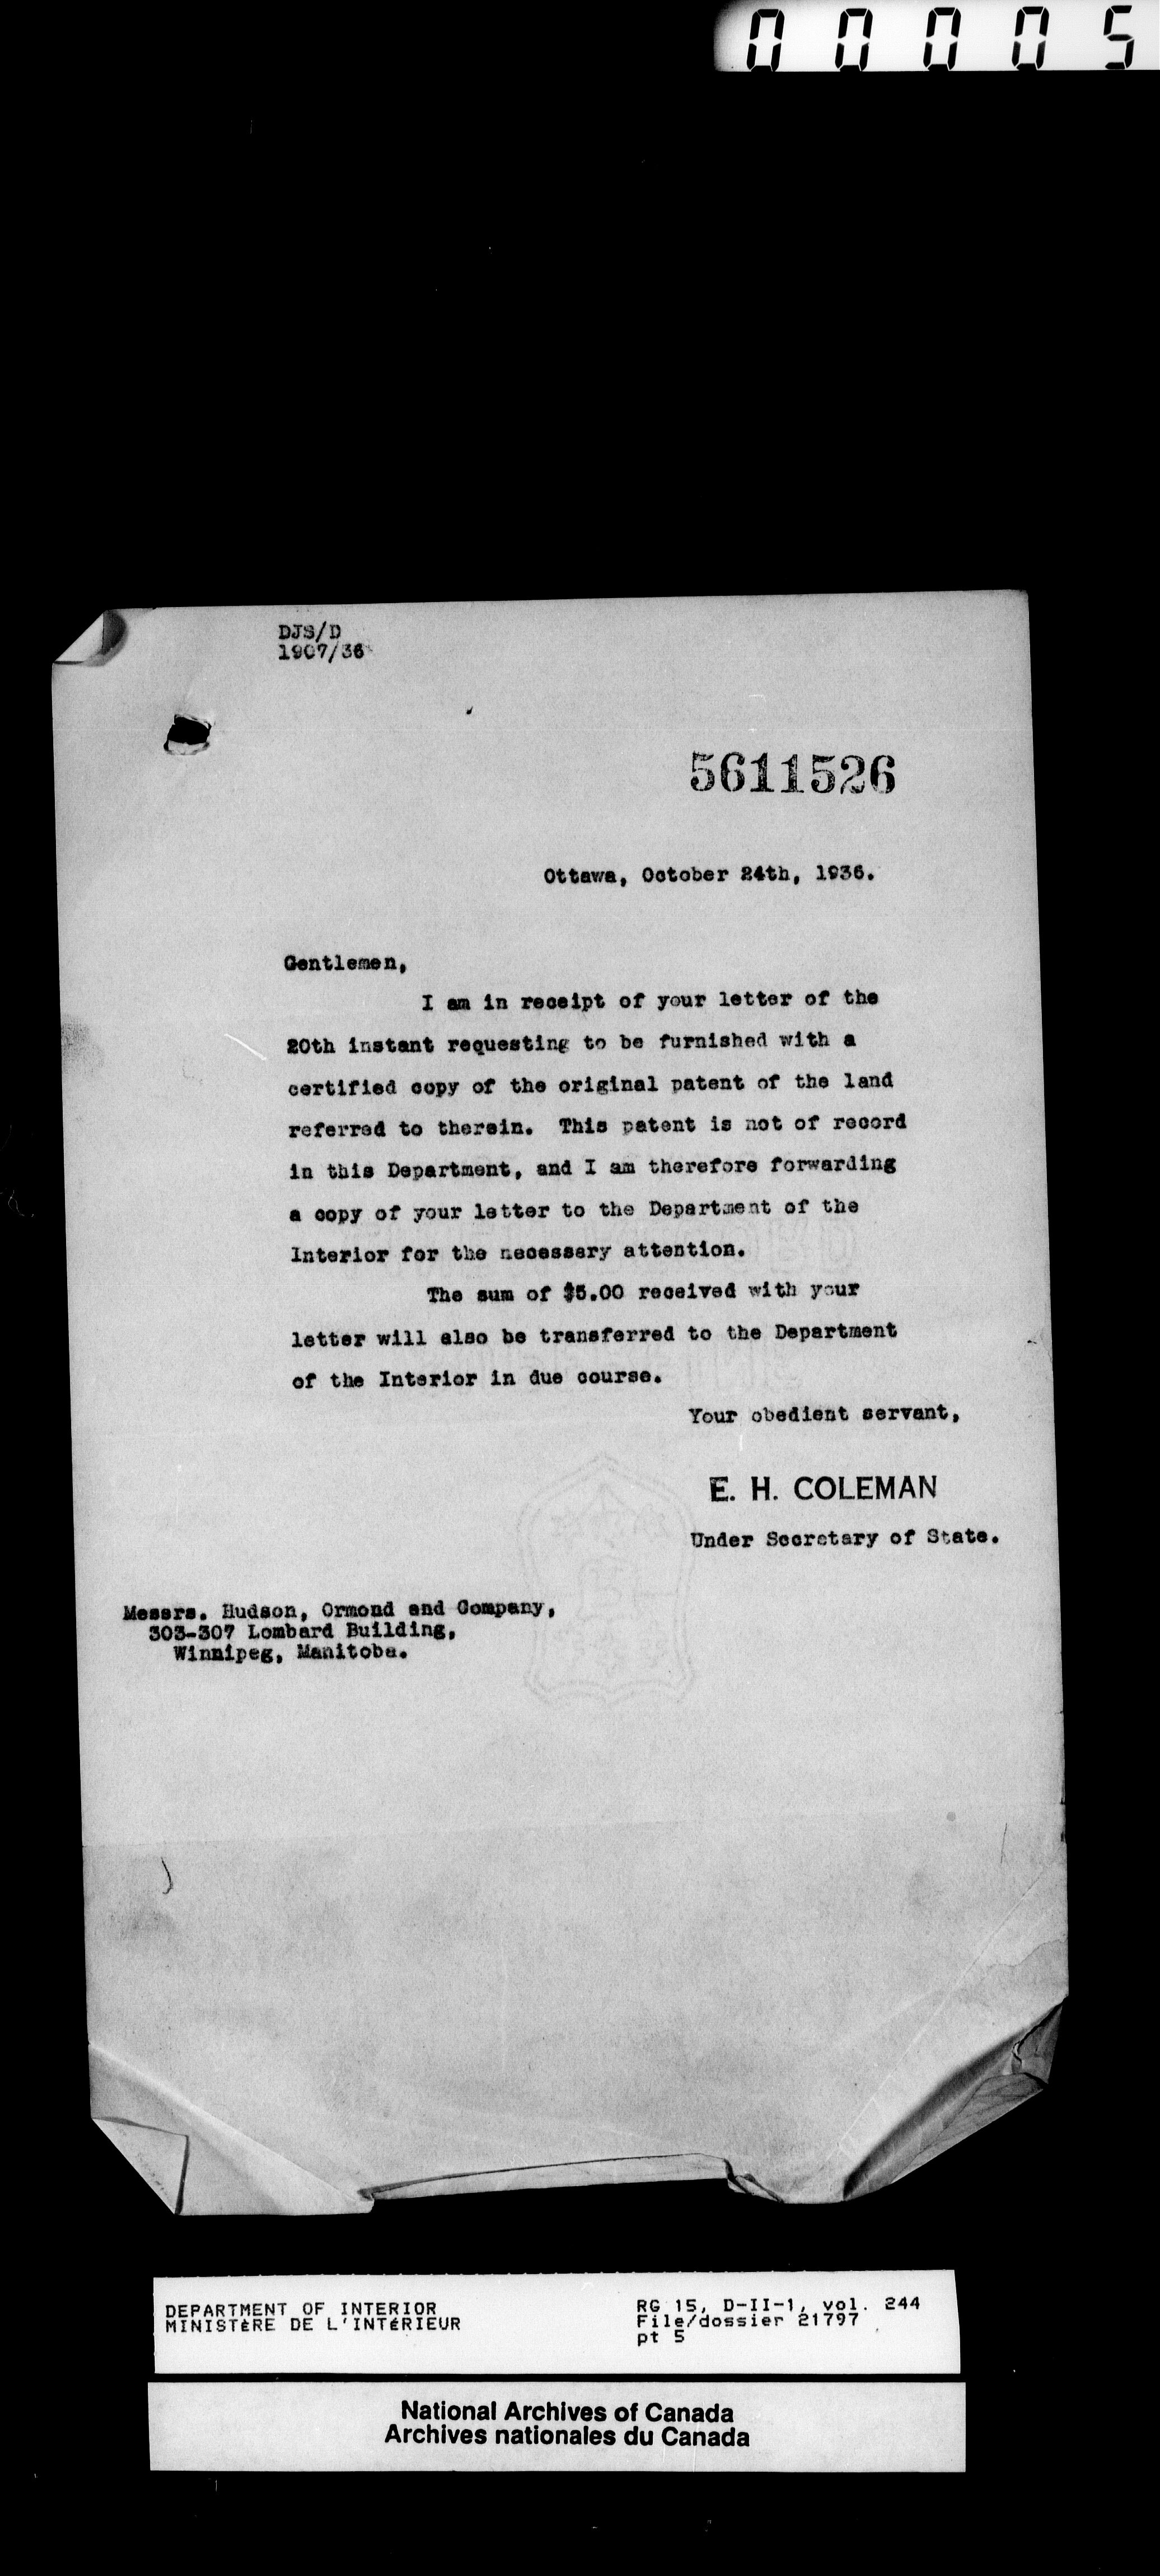 00005
DJS/D
1907/36
5611526
Ottawa, October 24th, 1936.
Gentlemen,
I am in receipt of your letter of the
20th instant requesting to be furnished with a
certified copy of the original patent of the land
referred to therein. This patent is not of record
in this Department, and I am therefore forwarding
a copy of your letter to the Department of the
Interior for the necessary attention.
The sum of $5.00 received with your
letter will also be transferred to the Department
of the Interior in due course.
Your obedient servant,
E. H. COLEMAN
Under Secretary of State.
Messrs. Hudson, Ormond and Company,
303-307 Lombard Building,
Winnipeg, Manitoba.
DEPARTMENT OF INTERIOR
MINISTÈRE DE L'INTÉRIEUR
RG 15, D-II-1, vol. 244
File/dossier 21797
pt 5
National Archives of Canada
Archives nationales du Canada